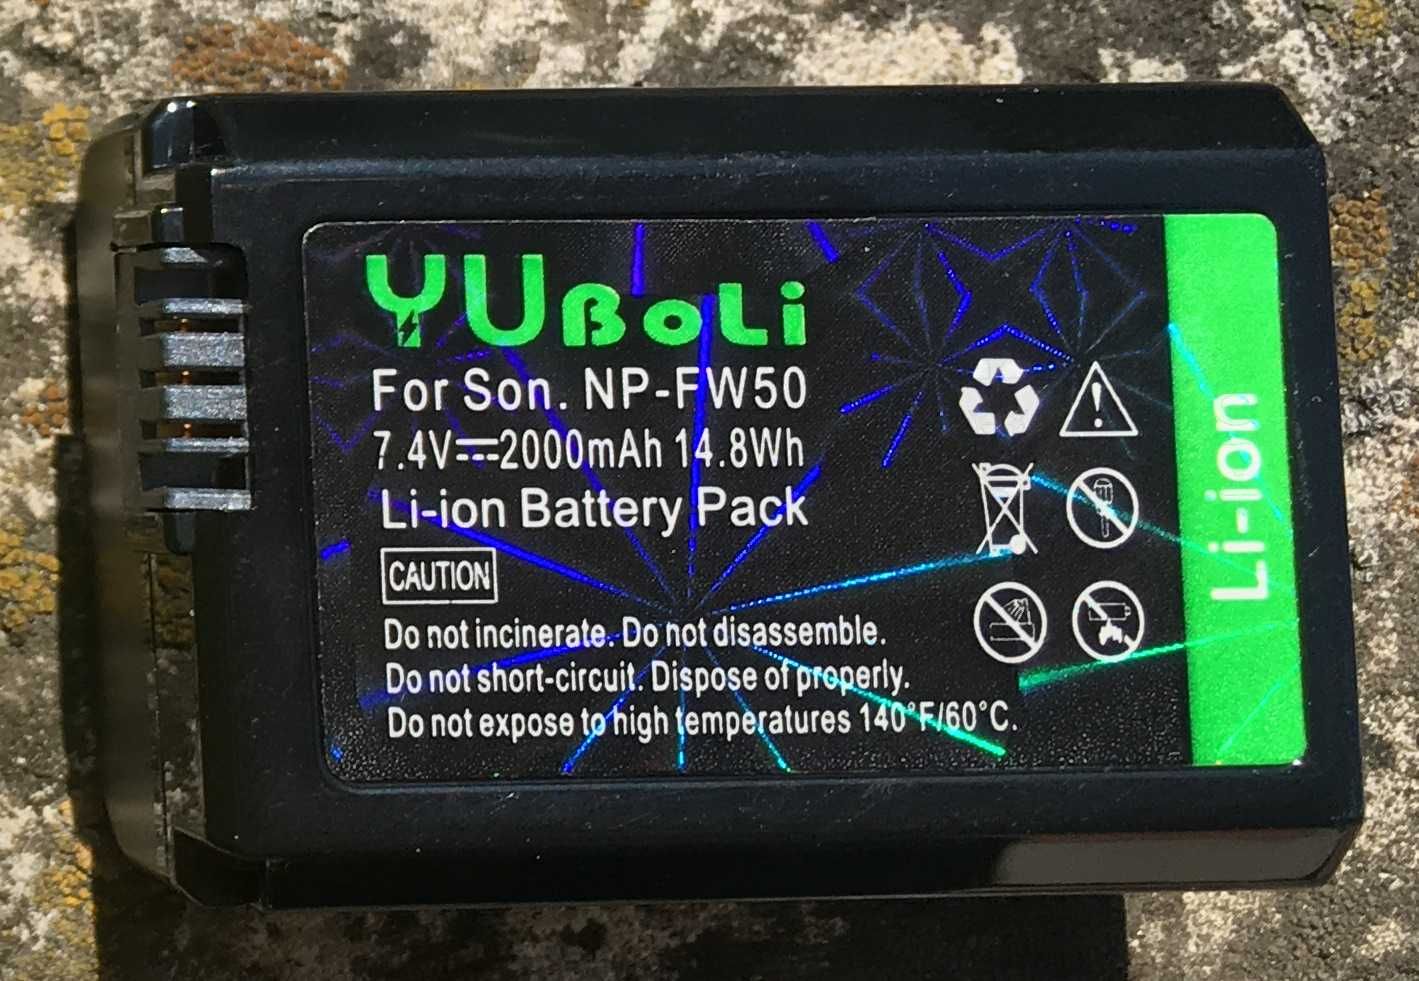 YUBoLi
For Son. NP-FW50
7.4V⎓2000mAh 14.8Wh
Li-ion Battery Pack
CAUTION
Do not incinerate. Do not disassemble.
Do not short-circuit. Dispose of properly.
Do not expose to high temperatures 140°F/60°C.
Li-ion